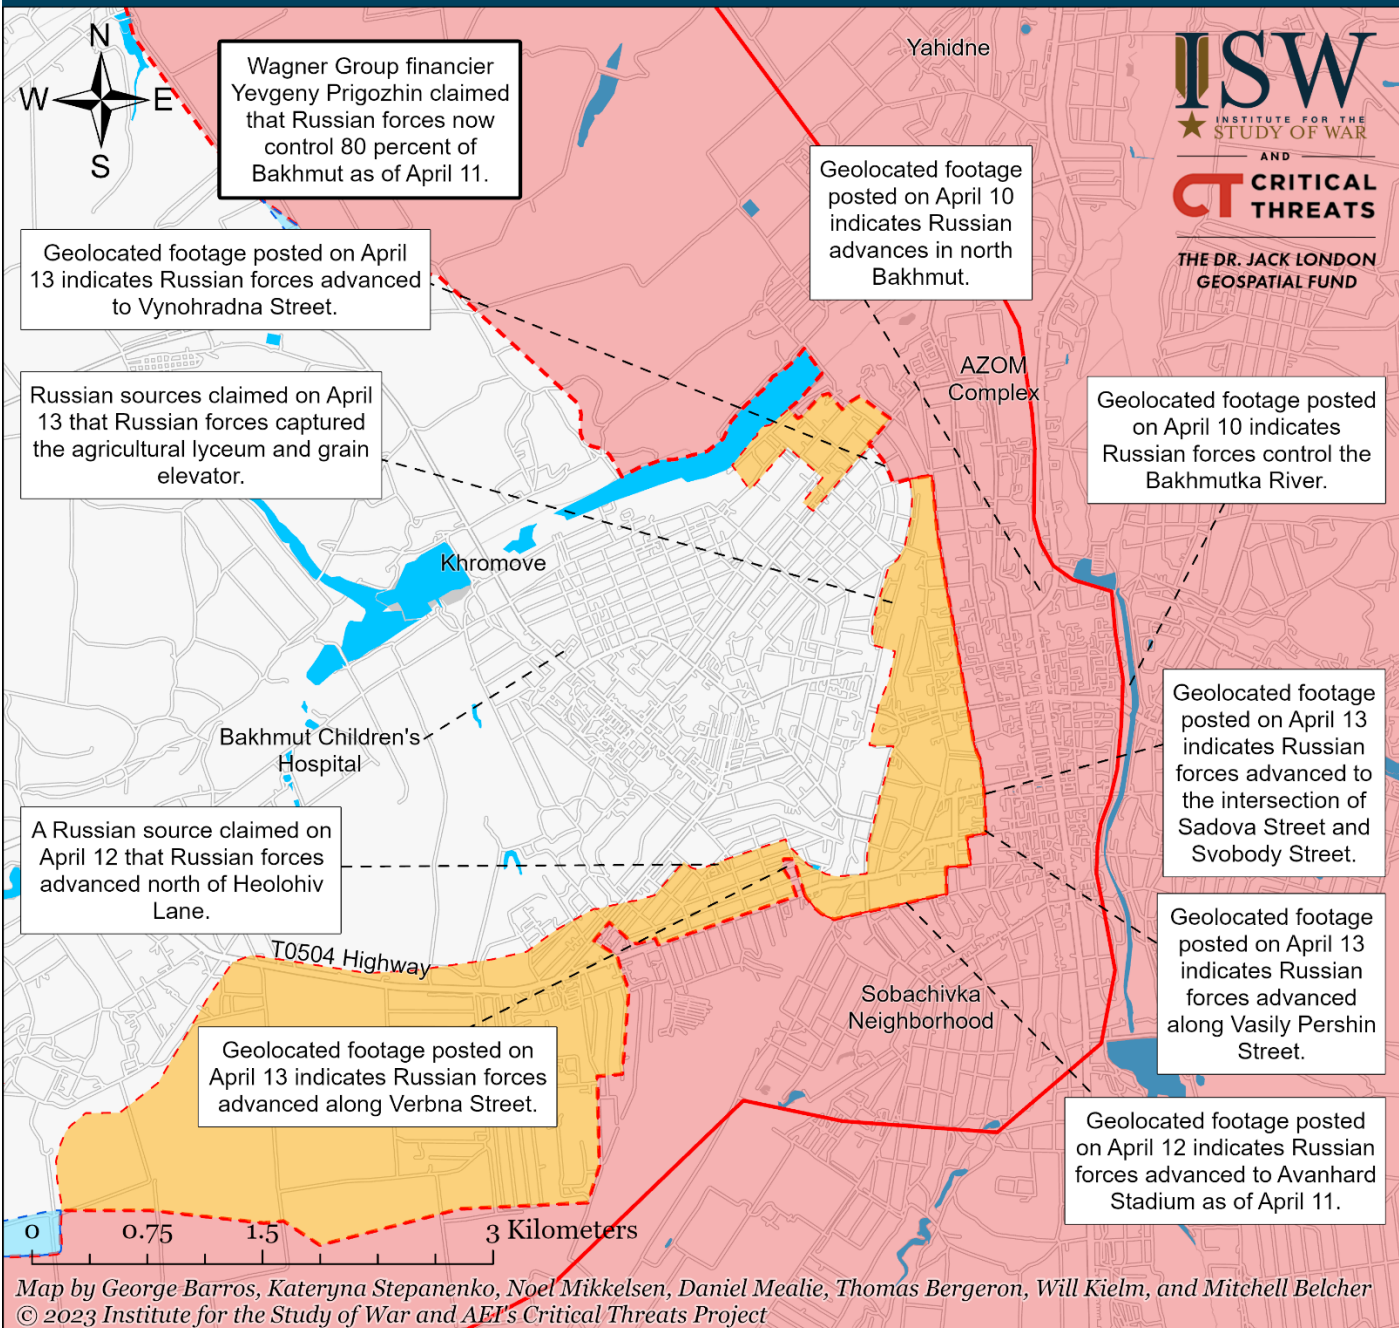 N
W
E
S
Wagner Group financier
Yevgeny Prigozhin claimed
that Russian forces now
control 80 percent of
Bakhmut as of April 11.
Yahidne
ISW
INSTITUTE FOR THE
STUDY OF WAR
AND
CT CRITICAL
THREATS
THE DR. JACK LONDON
GEOSPATIAL FUND
Geolocated footage
posted on April 10
indicates Russian
advances in north
Bakhmut.
Geolocated footage posted on April
13 indicates Russian forces advanced
to Vynohradna Street.
AZOM
Complex
Russian sources claimed on April
13 that Russian forces captured
the agricultural lyceum and grain
elevator.
Geolocated footage posted
on April 10 indicates
Russian forces control the
Bakhmutka River.
Khromove
Bakhmut Children's
Hospital
Geolocated footage
posted on April 13
indicates Russian
forces advanced to
the intersection of
Sadova Street and
Svobody Street.
A Russian source claimed on
April 12 that Russian forces
advanced north of Heolohiv
Lane.
T0504 Highway
Geolocated footage
posted on April 13
indicates Russian
forces advanced
along Vasily Pershin
Street.
Sobachivka
Neighborhood
Geolocated footage posted on
April 13 indicates Russian forces
advanced along Verbna Street.
Geolocated footage posted
on April 12 indicates Russian
forces advanced to Avanhard
Stadium as of April 11.
0 0.75 1.5 3 Kilometers
Map by George Barros, Kateryna Stepanenko, Noel Mikkelsen, Daniel Mealie, Thomas Bergeron, Will Kielm, and Mitchell Belcher
© 2023 Institute for the Study of War and AEI's Critical Threats Project